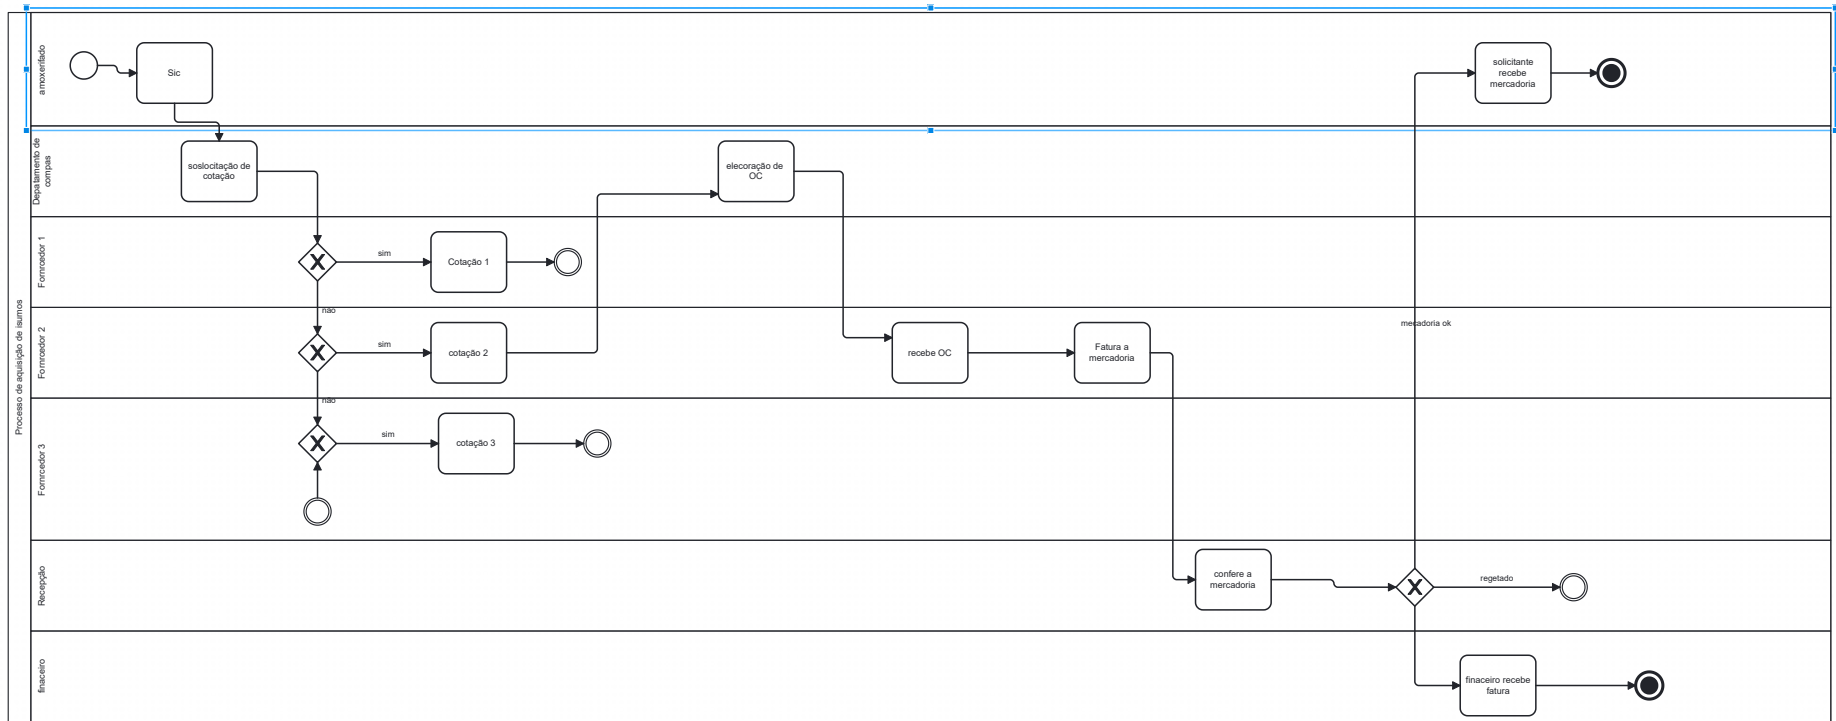 Processo de aquisição de isumos
amoxerifado
Sic
solicitante
recebe
mercadoria
Depatamento de
compas
soslocitação de
cotação
elecoração de
OC
Fornrcedor 1
sim
Cotação 1
não
Fornrcedor 2
sim
cotação 2
recebe OC
Fatura a
mercadoria
mecadoria ok
não
Fornrcedor 3
sim
cotação 3
Recepção
confere a
mercadoria
regetado
finaceiro
finaceiro recebe
fatura